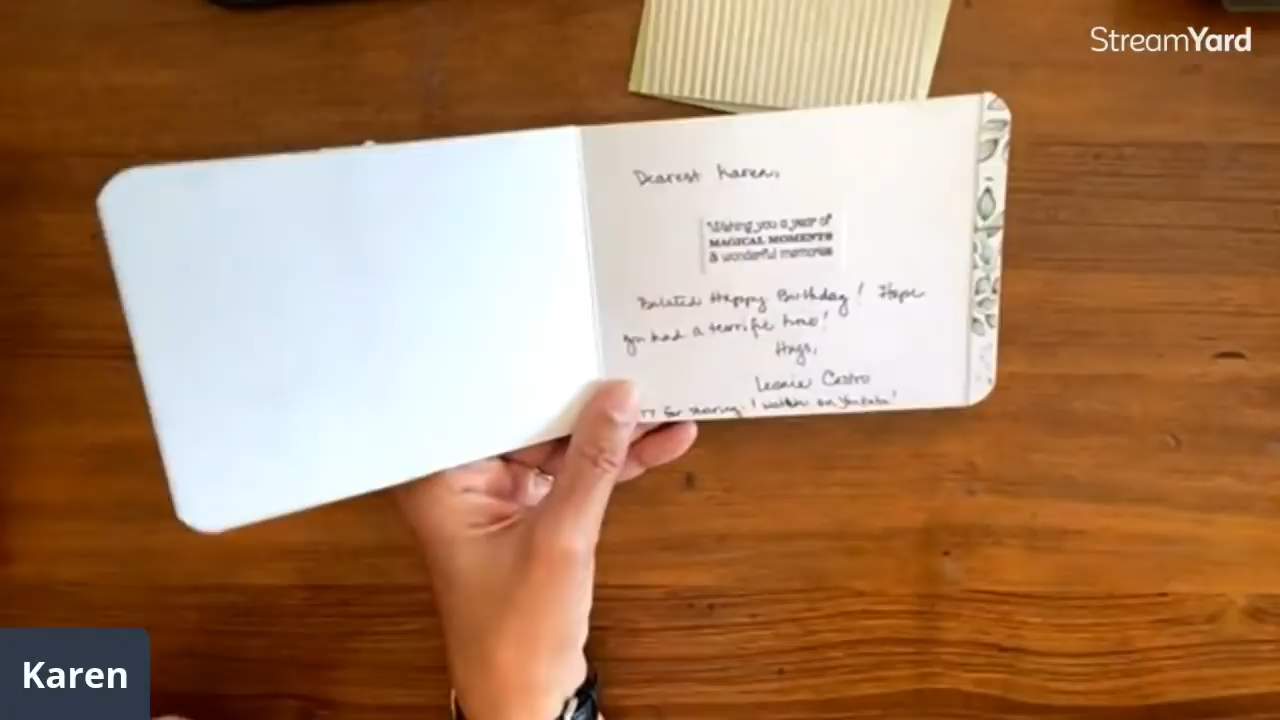 StreamYard
Dearest Karen,
Wishing you a year of
MAGICAL MOMENTS
& wonderful memories
Belated Happy Birthday! Hope
you had a terrific !
Hugs,
Leonie Castro
for sharing. I watch on Youtube!
Karen